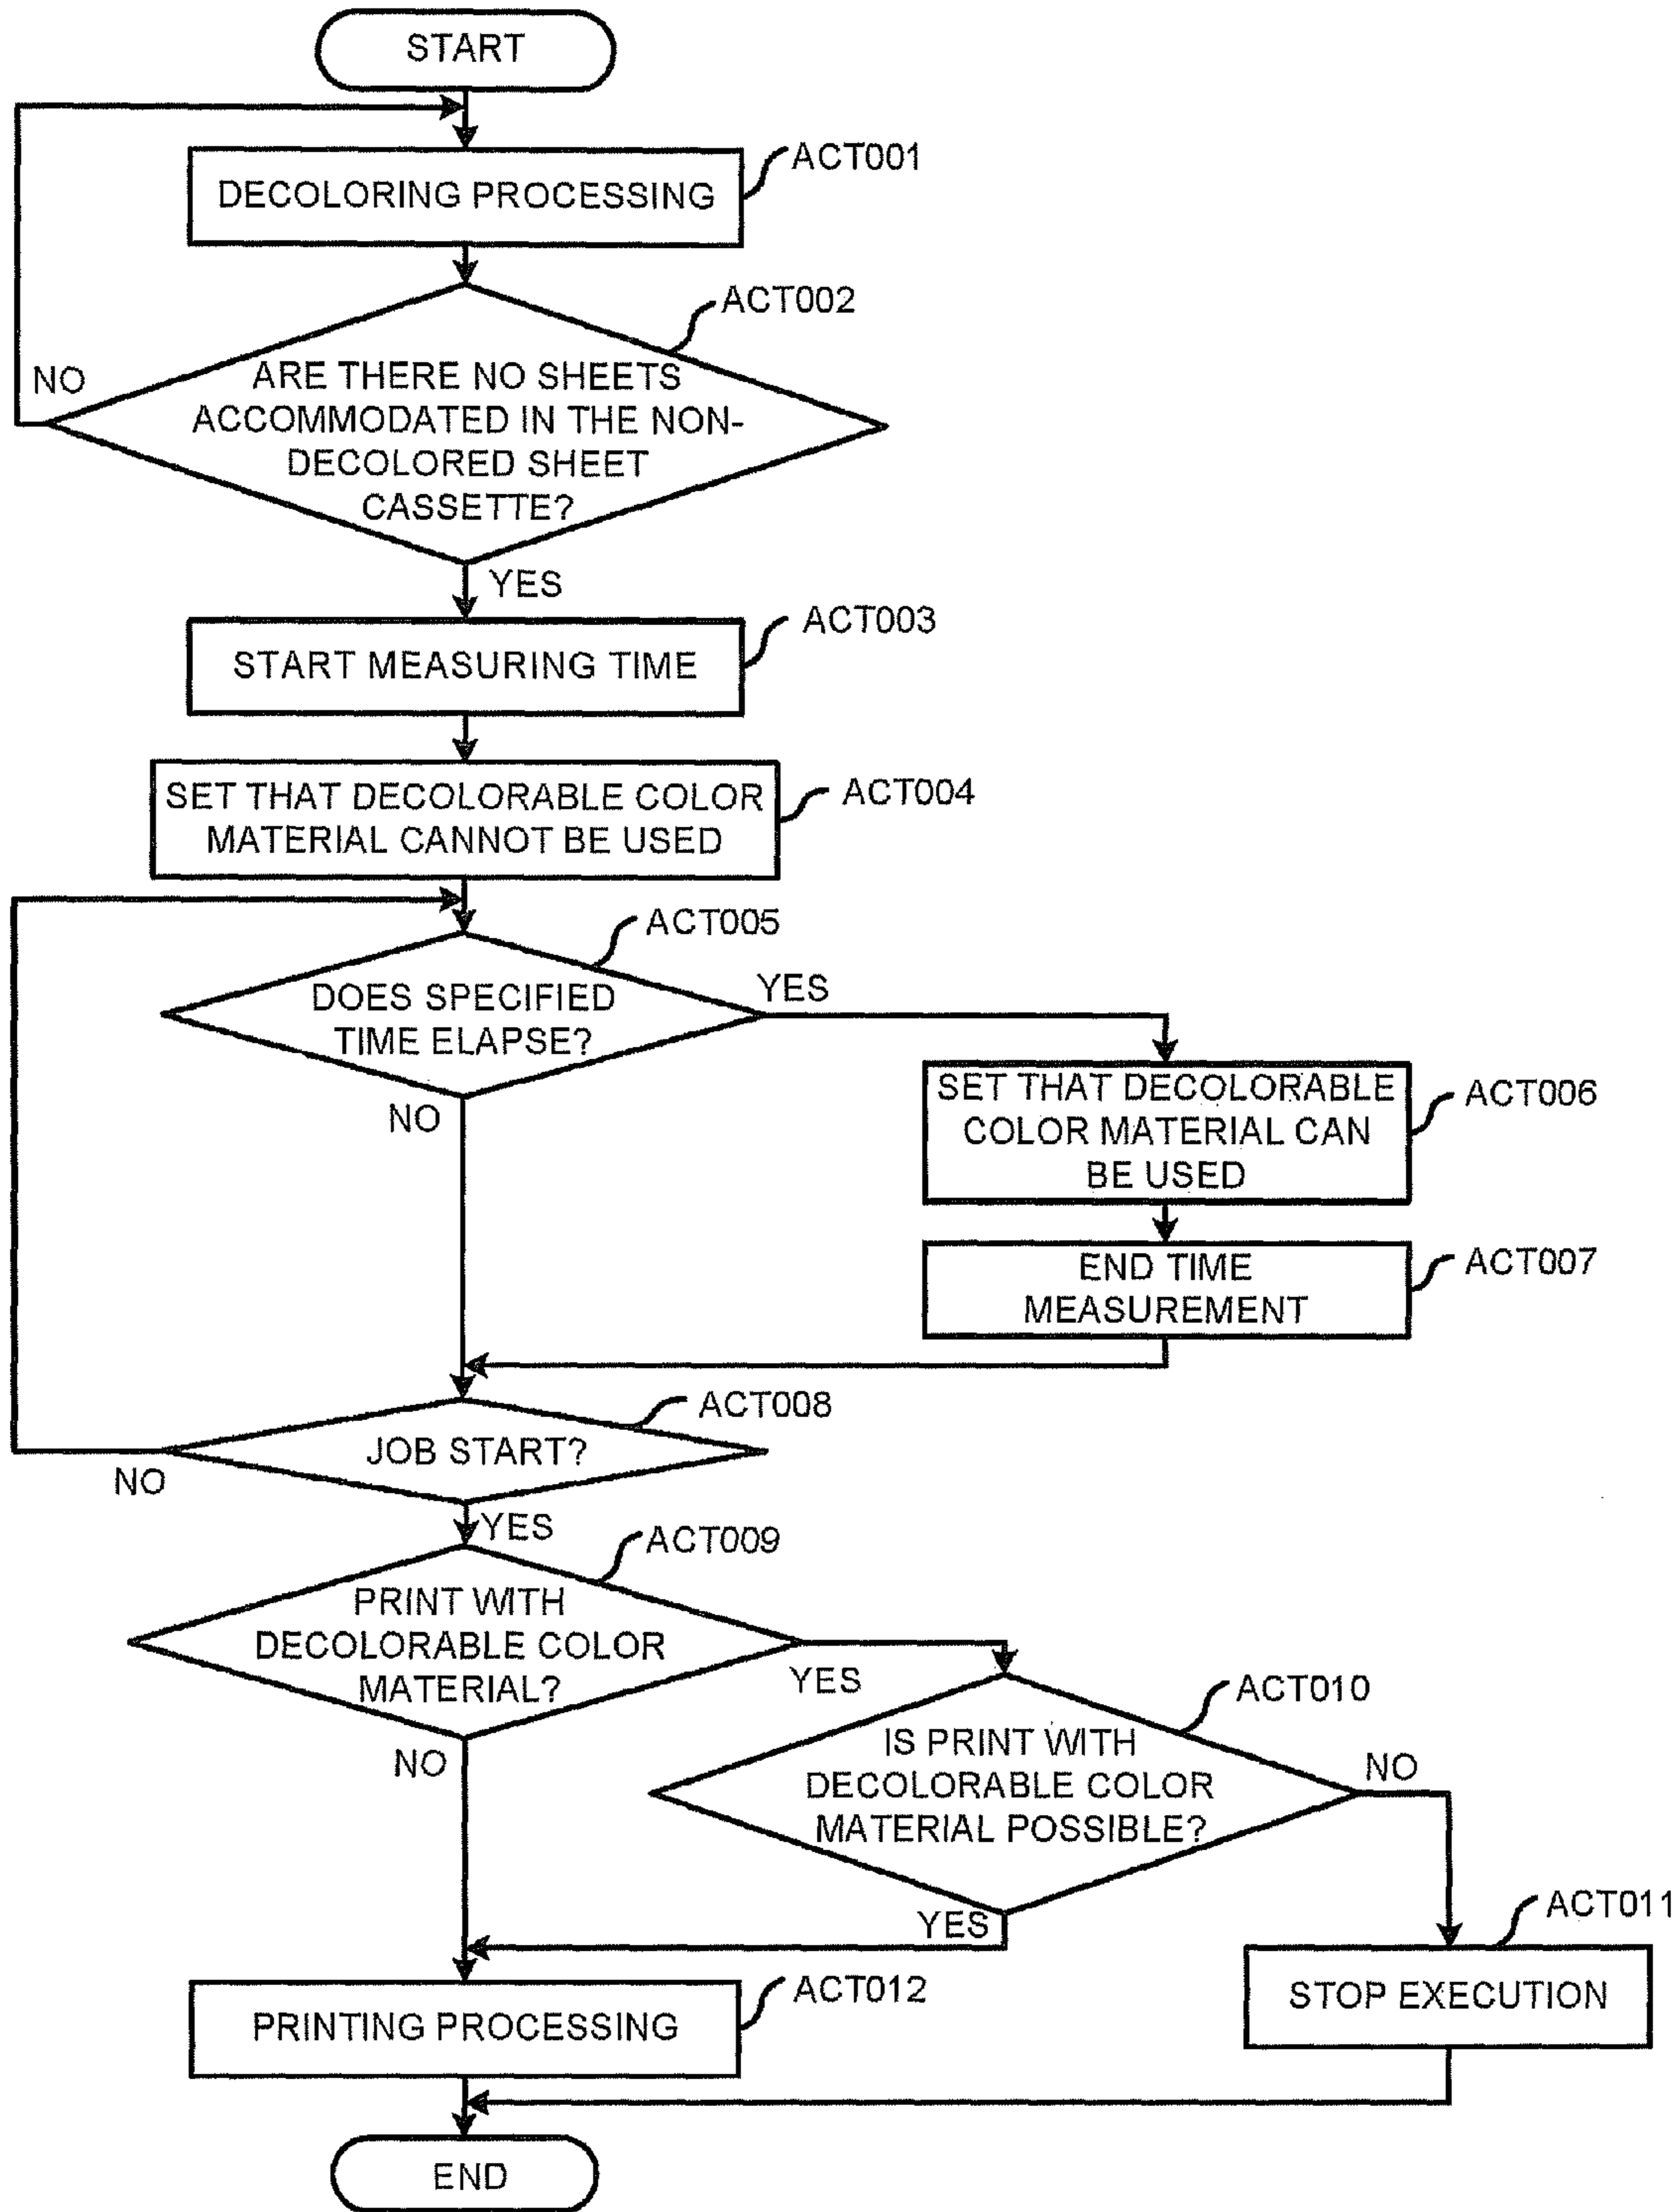 START
ACT001
DECOLORING PROCESSING
ACT002
ARE THERE NO SHEETS
ACCOMMODATED IN THE NON-
DECOLORED SHEET
CASSETTE?
NO
YES
ACT003
START MEASURING TIME
ACT004
SET THAT DECOLORABLE COLOR
MATERIAL CANNOT BE USED
ACT005
DOES SPECIFIED
TIME ELAPSE?
YES
NO
ACT006
SET THAT DECOLORABLE
COLOR MATERIAL CAN
BE USED
ACT007
END TIME
MEASUREMENT
ACT008
JOB START?
NO
YES
ACT009
PRINT WITH
DECOLORABLE COLOR
MATERIAL?
YES
NO
ACT010
IS PRINT WITH
DECOLORABLE COLOR
MATERIAL POSSIBLE?
NO
YES
ACT011
STOP EXECUTION
ACT012
PRINTING PROCESSING
END